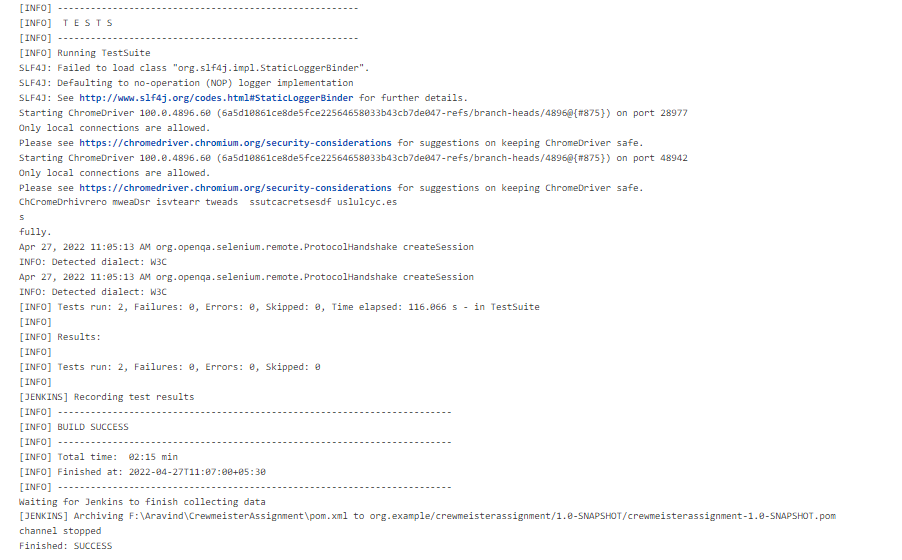 [INFO] -------------------------------------------------------
[INFO]  T E S T S
[INFO] -------------------------------------------------------
[INFO] Running TestSuite
SLF4J: Failed to load class "org.slf4j.impl.StaticLoggerBinder".
SLF4J: Defaulting to no-operation (NOP) logger implementation
SLF4J: See http://www.slf4j.org/codes.html#StaticLoggerBinder for further details.
Starting ChromeDriver 100.0.4896.60 (6a5d10861ce8de5fce22564658033b43cb7de047-refs/branch-heads/4896@{#875}) on port 28977
Only local connections are allowed.
Please see https://chromedriver.chromium.org/security-considerations for suggestions on keeping ChromeDriver safe.
Starting ChromeDriver 100.0.4896.60 (6a5d10861ce8de5fce22564658033b43cb7de047-refs/branch-heads/4896@{#875}) on port 48942
Only local connections are allowed.
Please see https://chromedriver.chromium.org/security-considerations for suggestions on keeping ChromeDriver safe.
ChCromeDrhivrero mweaDsr isvtearr tweads  ssutcacretsesdf uslulcyc.es
s
fully.
Apr 27, 2022 11:05:13 AM org.openqa.selenium.remote.ProtocolHandshake createSession
INFO: Detected dialect: W3C
Apr 27, 2022 11:05:13 AM org.openqa.selenium.remote.ProtocolHandshake createSession
INFO: Detected dialect: W3C
[INFO] Tests run: 2, Failures: 0, Errors: 0, Skipped: 0, Time elapsed: 116.066 s - in TestSuite
[INFO]
[INFO] Results:
[INFO]
[INFO] Tests run: 2, Failures: 0, Errors: 0, Skipped: 0
[INFO]
[JENKINS] Recording test results
[INFO] ------------------------------------------------------------------------
[INFO] BUILD SUCCESS
[INFO] ------------------------------------------------------------------------
[INFO] Total time:  02:15 min
[INFO] Finished at: 2022-04-27T11:07:00+05:30
[INFO] ------------------------------------------------------------------------
Waiting for Jenkins to finish collecting data
[JENKINS] Archiving F:\Aravind\CrewmeisterAssignment\pom.xml to org.example/crewmeisterassignment/1.0-SNAPSHOT/crewmeisterassignment-1.0-SNAPSHOT.pom
channel stopped
Finished: SUCCESS